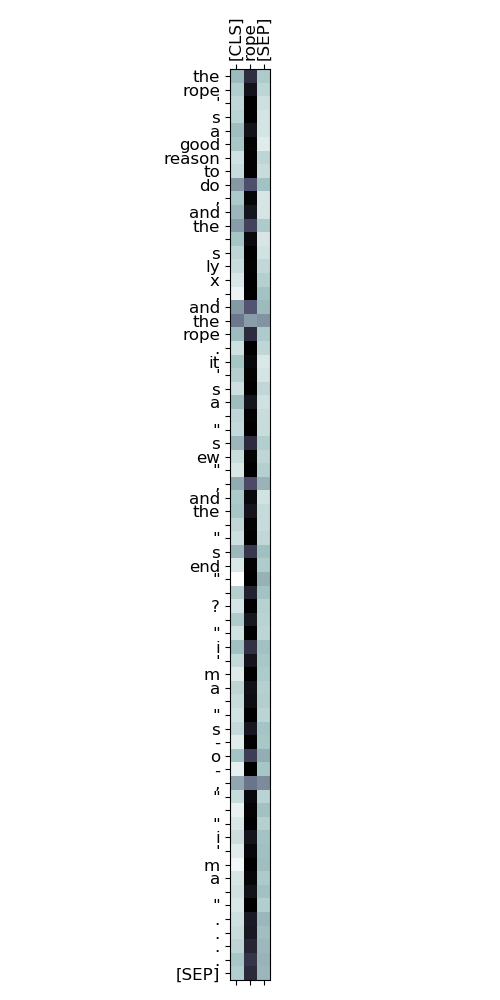 [CLS]
rope
[SEP]
the
rope
'
s
a
good
reason
to
do
,
and
the
s
ly
x
,
and
the
rope
.
it
'
s
a
"
s
ew
"
,
and
the
"
s
end
"
?
"
i
'
m
a
"
s
-
o
-
,
"
"
i
'
m
a
"
.
.
.
.
[SEP]